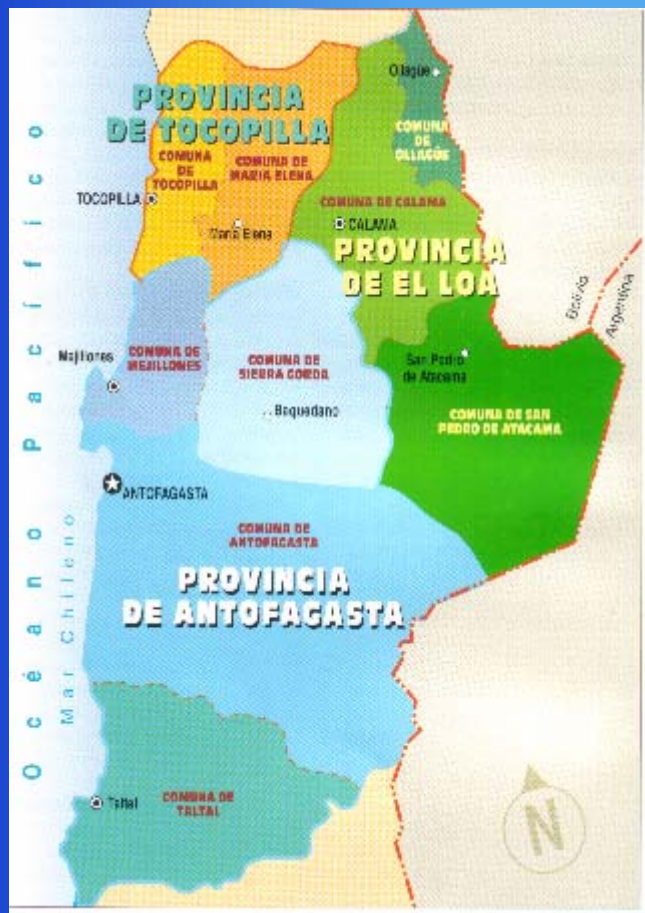 Ollagüe
PROVINCIA
DE TOCOPILLA
COMUNA
DE
OLLAGÜE
COMUNA
DE
TOCOPILLA
COMUNA DE
MARIA ELENA
TOCOPILLA
Maria Elena
COMUNA DE CALAMA
CALAMA
PROVINCIA
DE EL LOA
Bolivia
Argentina
Mejillones
COMUNA DE
MEJILLONES
COMUNA DE
SIERRA GORDA
Baquedano
San Pedro
de Atacama
COMUNA DE SAN
PEDRO DE ATACAMA
ANTOFAGASTA
COMUNA DE
ANTOFAGASTA
PROVINCIA
DE ANTOFAGASTA
Océano Pacífico
Mar Chileno
Taltal
COMUNA DE
TALTAL
N